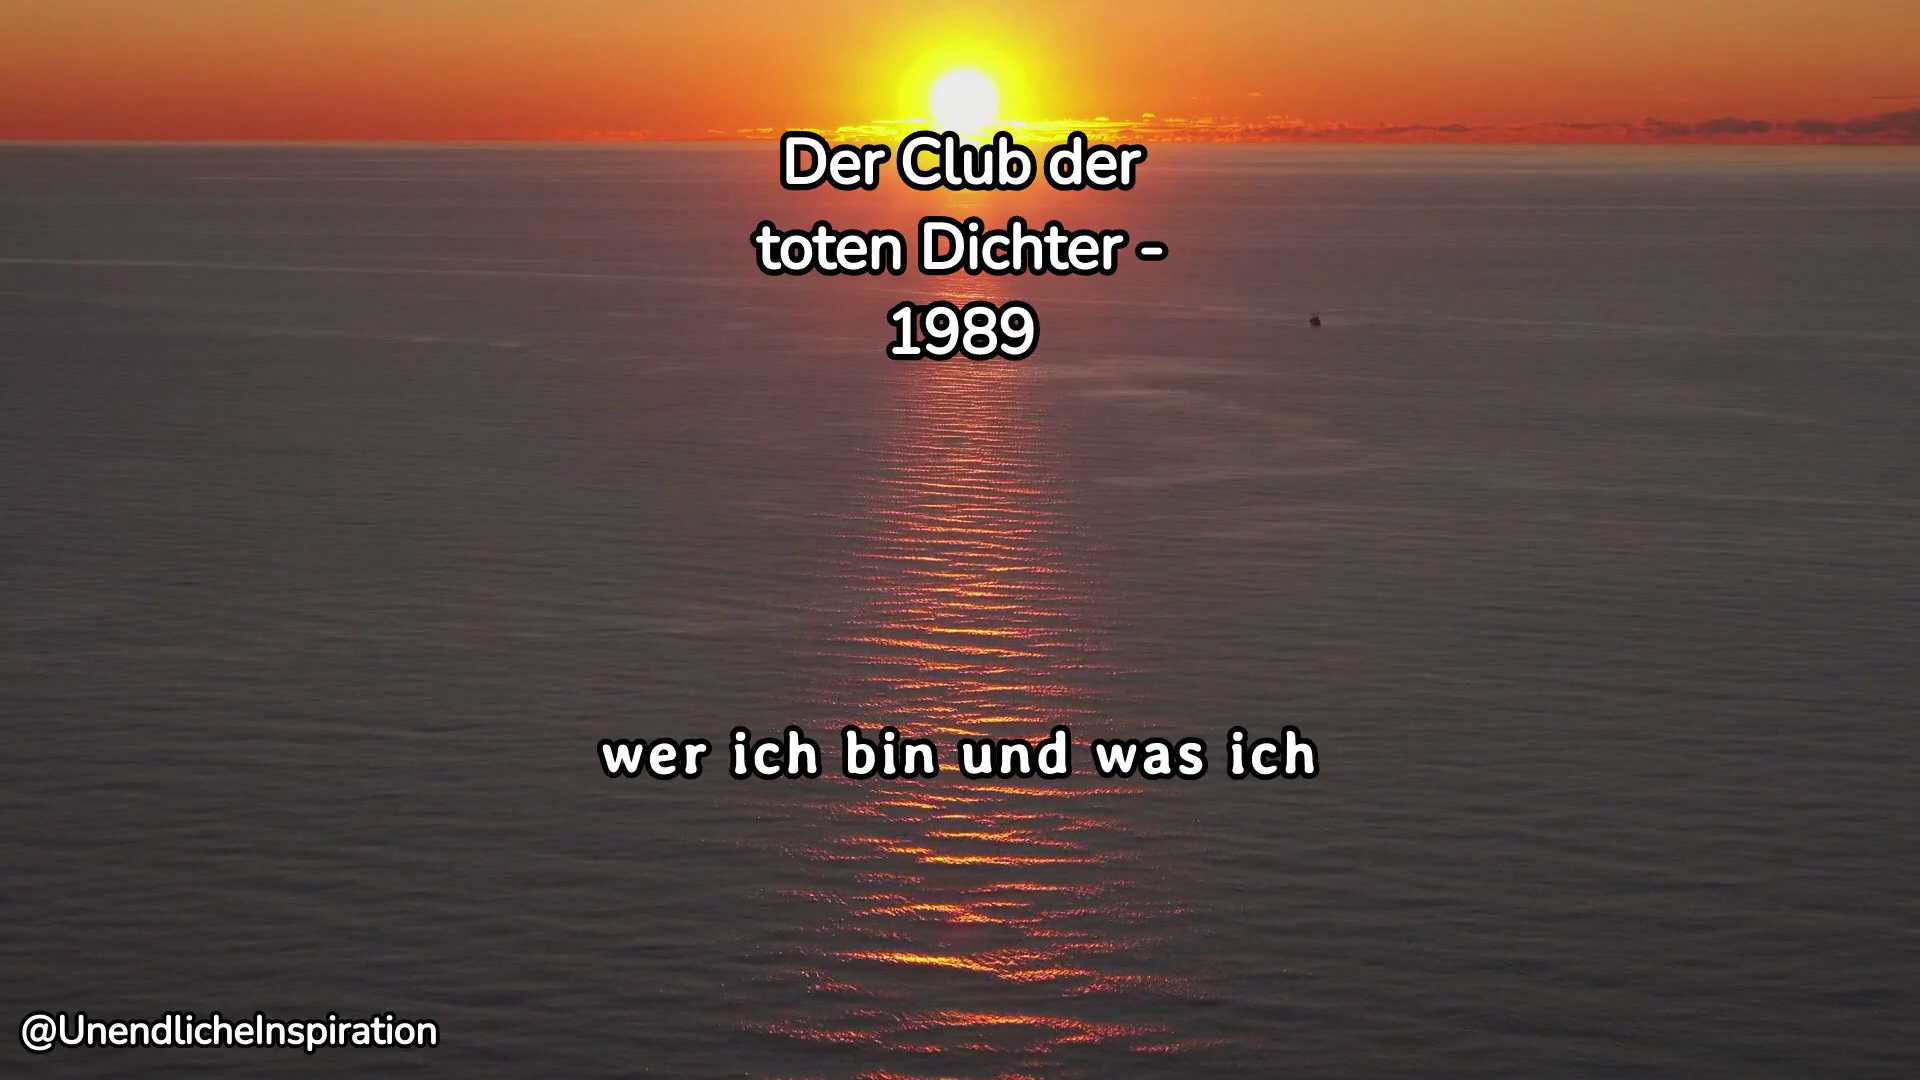 Der Club der
toten Dichter -
1989
wer ich bin und was ich
@UnendlicheInspiration